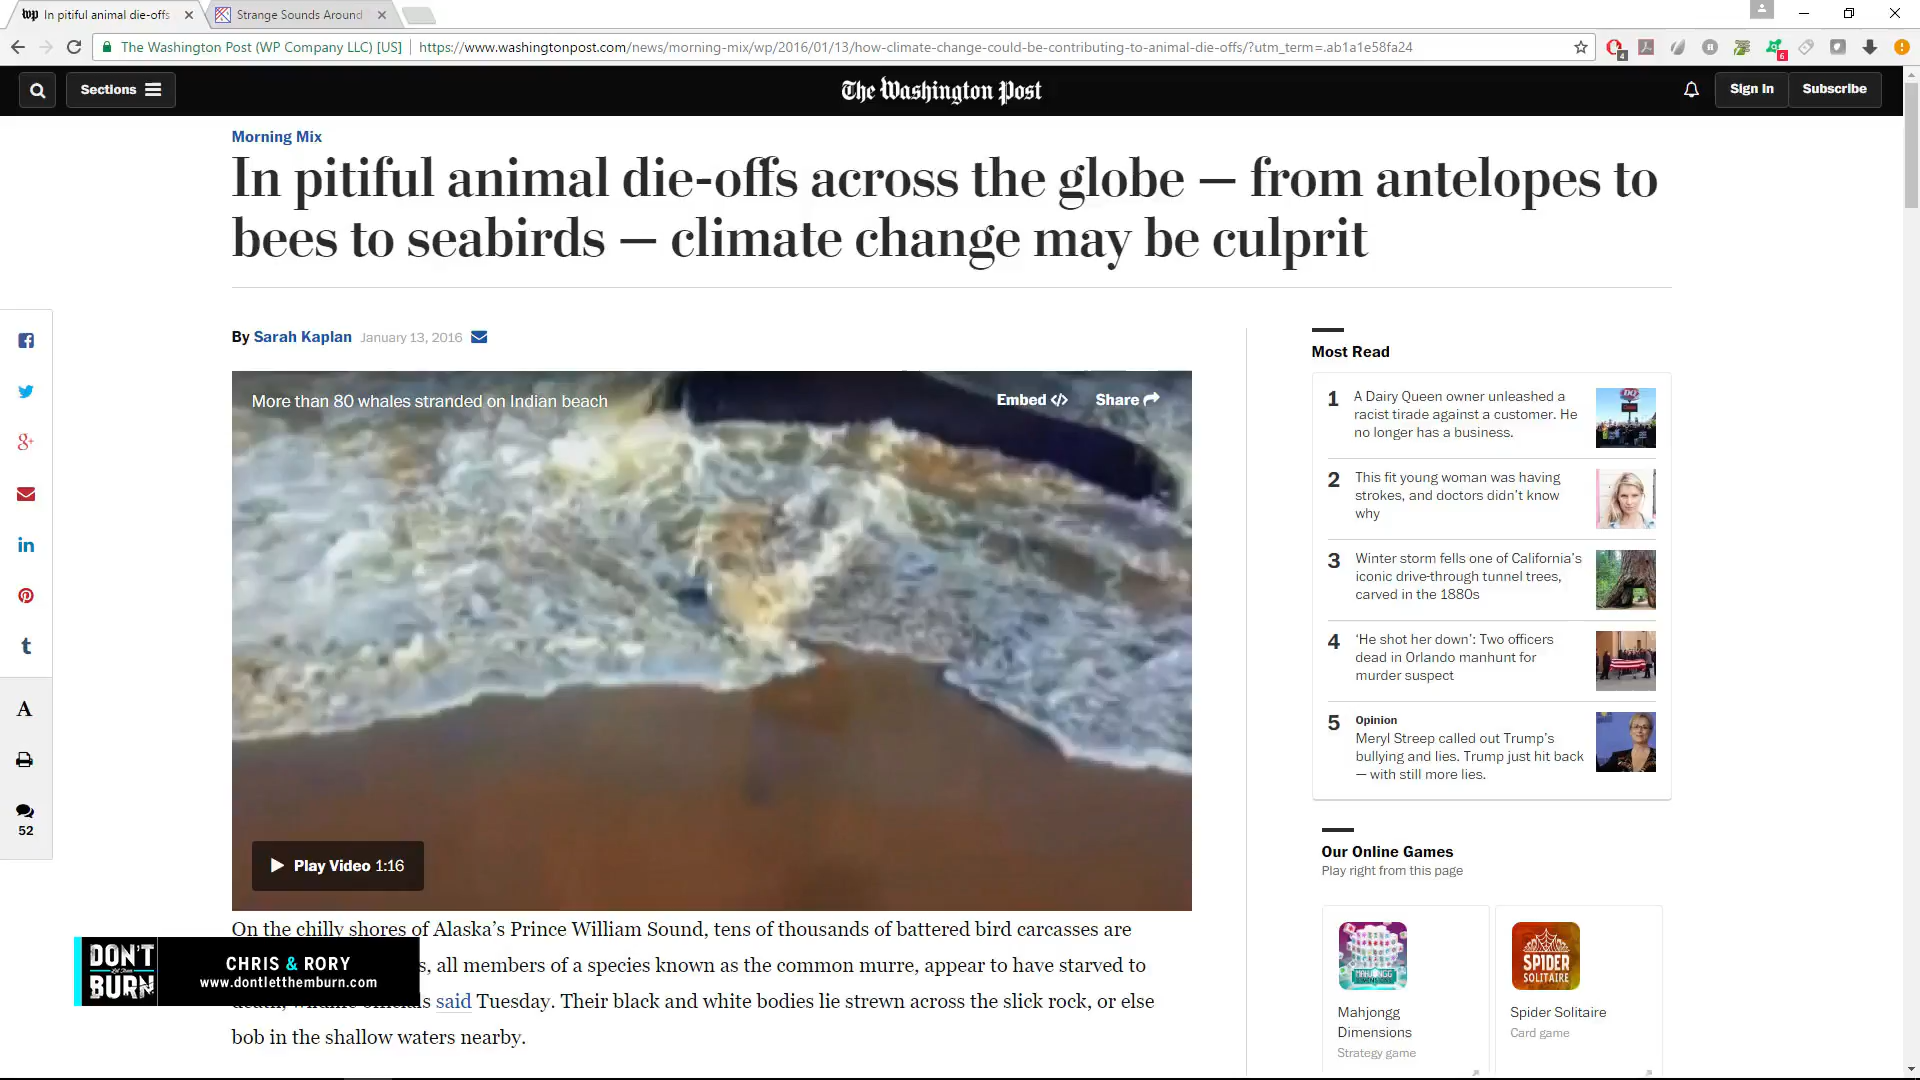 In pitiful animal die-offs
Strange Sounds Around
The Washington Post (WP Company LLC) [US]
https://www.washingtonpost.com/news/morning-mix/wp/2016/01/13/how-climate-change-could-be-contributing-to-animal-die-offs/?utm_term=.ab1a1e58fa24
4
6
Sections
The Washington Post
Sign In
Subscribe
Morning Mix
In pitiful animal die-offs across the globe — from antelopes to
bees to seabirds — climate change may be culprit
By Sarah Kaplan January 13, 2016
More than 80 whales stranded on Indian beach
Embed
Share
Play Video 1:16
On the chilly shores of Alaska’s Prince William Sound, tens of thousands of battered bird carcasses are
s, all members of a species known as the common murre, appear to have starved to
said Tuesday. Their black and white bodies lie strewn across the slick rock, or else
bob in the shallow waters nearby.
52
DON'T
BURN
CHRIS & RORY
www.dontletthemburn.com
Most Read
1
A Dairy Queen owner unleashed a
racist tirade against a customer. He
no longer has a business.
2
This fit young woman was having
strokes, and doctors didn’t know
why
3
Winter storm fells one of California’s
iconic drive-through tunnel trees,
carved in the 1880s
4
‘He shot her down’: Two officers
dead in Orlando manhunt for
murder suspect
5
Opinion
Meryl Streep called out Trump’s
bullying and lies. Trump just hit back
— with still more lies.
Our Online Games
Play right from this page
MAHJONGG
DIMENSIONS
Mahjongg
Dimensions
Strategy game
SPIDER
SOLITAIRE
Spider Solitaire
Card game